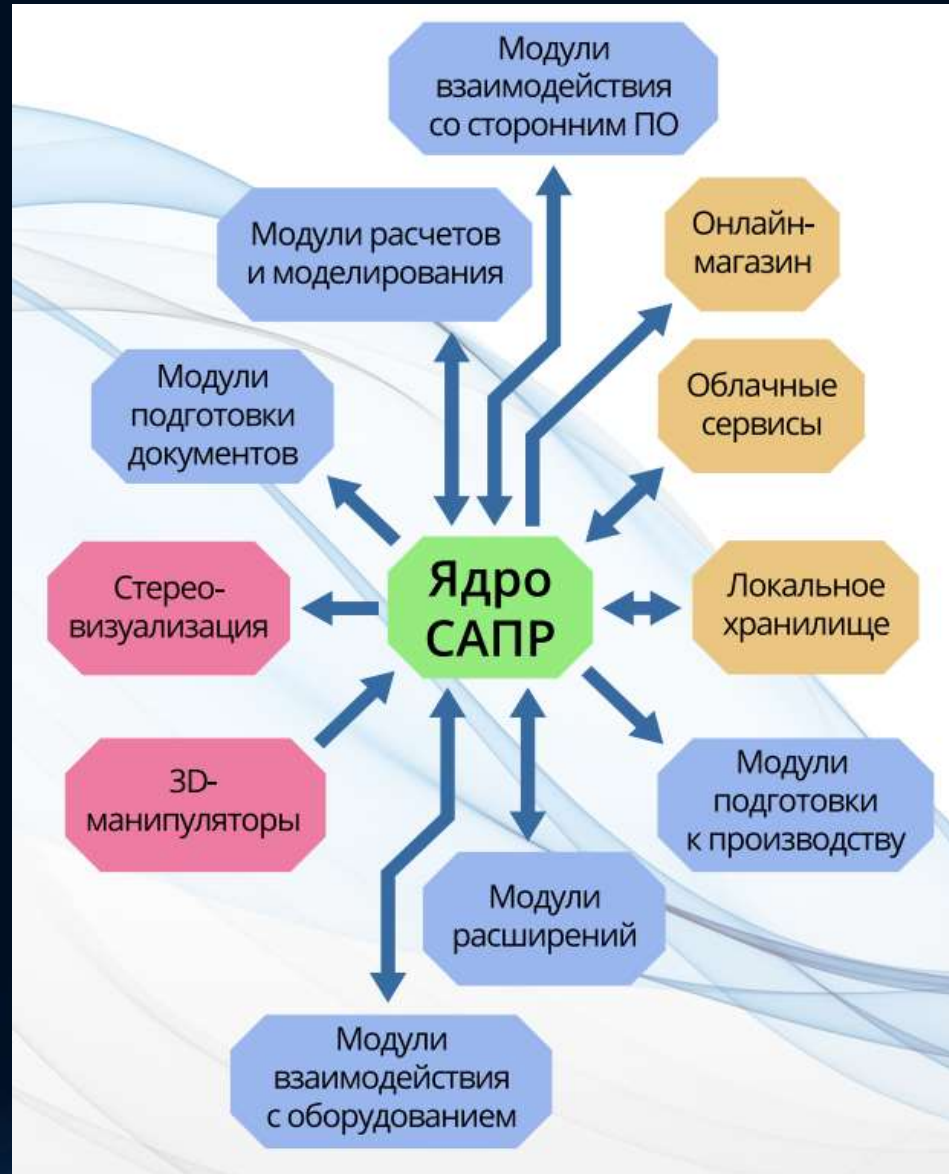 Модули
взаимодействия
со сторонним ПО
Модули расчетов
и моделирования
Онлайн-
магазин
Модули
подготовки
документов
Облачные
сервисы
Стерео-
визуализация
Ядро
САПР
Локальное
хранилище
3D-
манипуляторы
Модули
подготовки
к производству
Модули
расширений
Модули
взаимодействия
с оборудованием